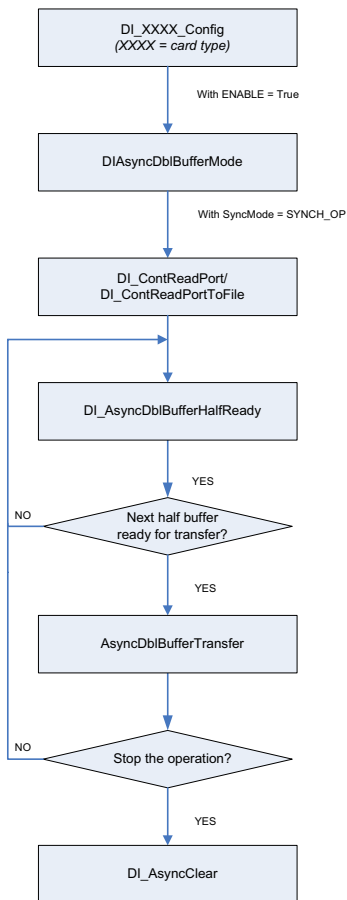 DI_XXXX_Config
(XXXX = card type)
With ENABLE = True
DIAsyncDblBufferMode
With SyncMode = SYNCH_OP
DI_ContReadPort/
DI_ContReadPortToFile
DI_AsyncDblBufferHalfReady
YES
NO
Next half buffer
ready for transfer?
YES
AsyncDblBufferTransfer
NO
Stop the operation?
YES
DI_AsyncClear